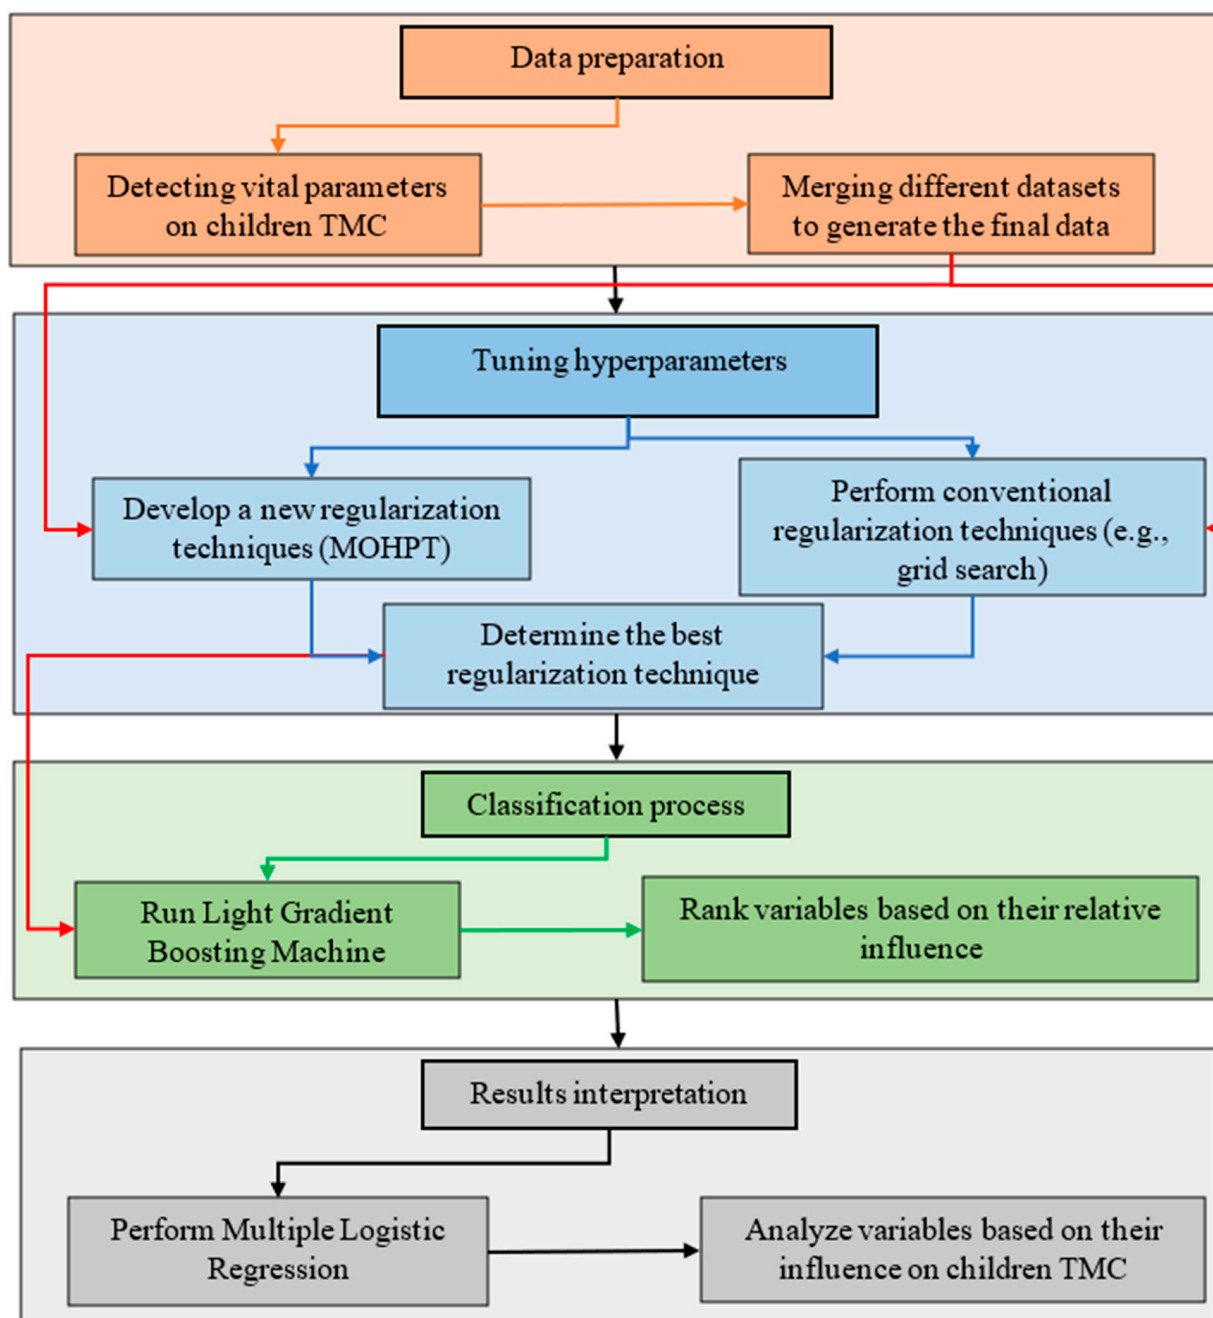 Data preparation
Detecting vital parameters
on children TMC
Merging different datasets
to generate the final data
Tuning hyperparameters
Develop a new regularization
techniques (MOHPT)
Perform conventional
regularization techniques (e.g.,
grid search)
Determine the best
regularization technique
Classification process
Run Light Gradient
Boosting Machine
Rank variables based on their relative
influence
Results interpretation
Perform Multiple Logistic
Regression
Analyze variables based on their
influence on children TMC